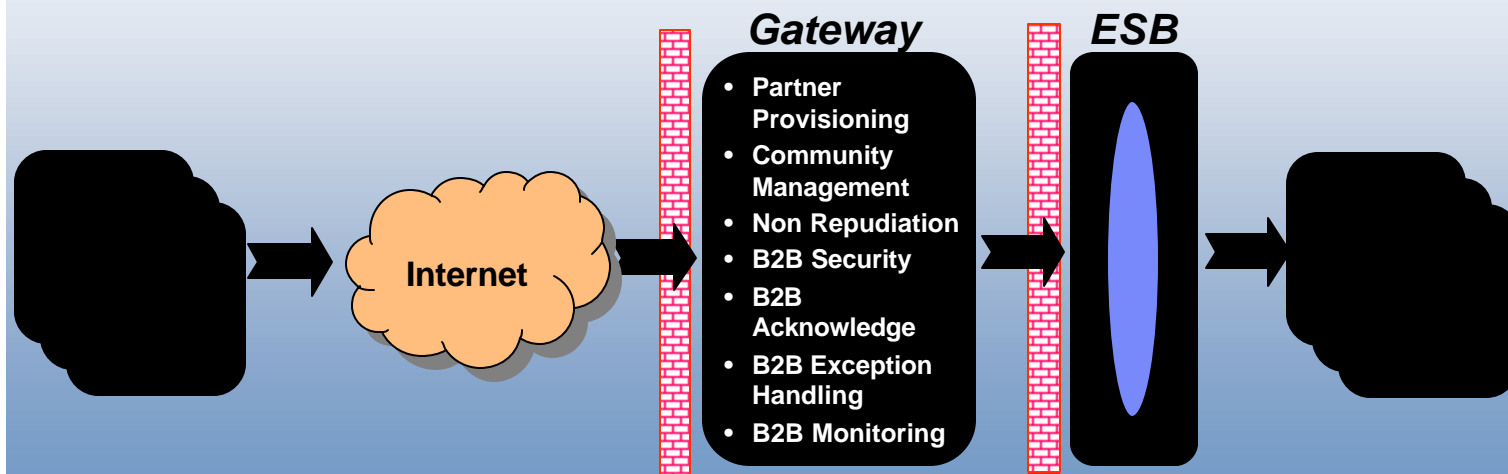 Gateway
ESB
Internet
• Partner
Provisioning
• Community
Management
• Non Repudiation
• B2B Security
• B2B
Acknowledge
• B2B Exception
Handling
• B2B Monitoring